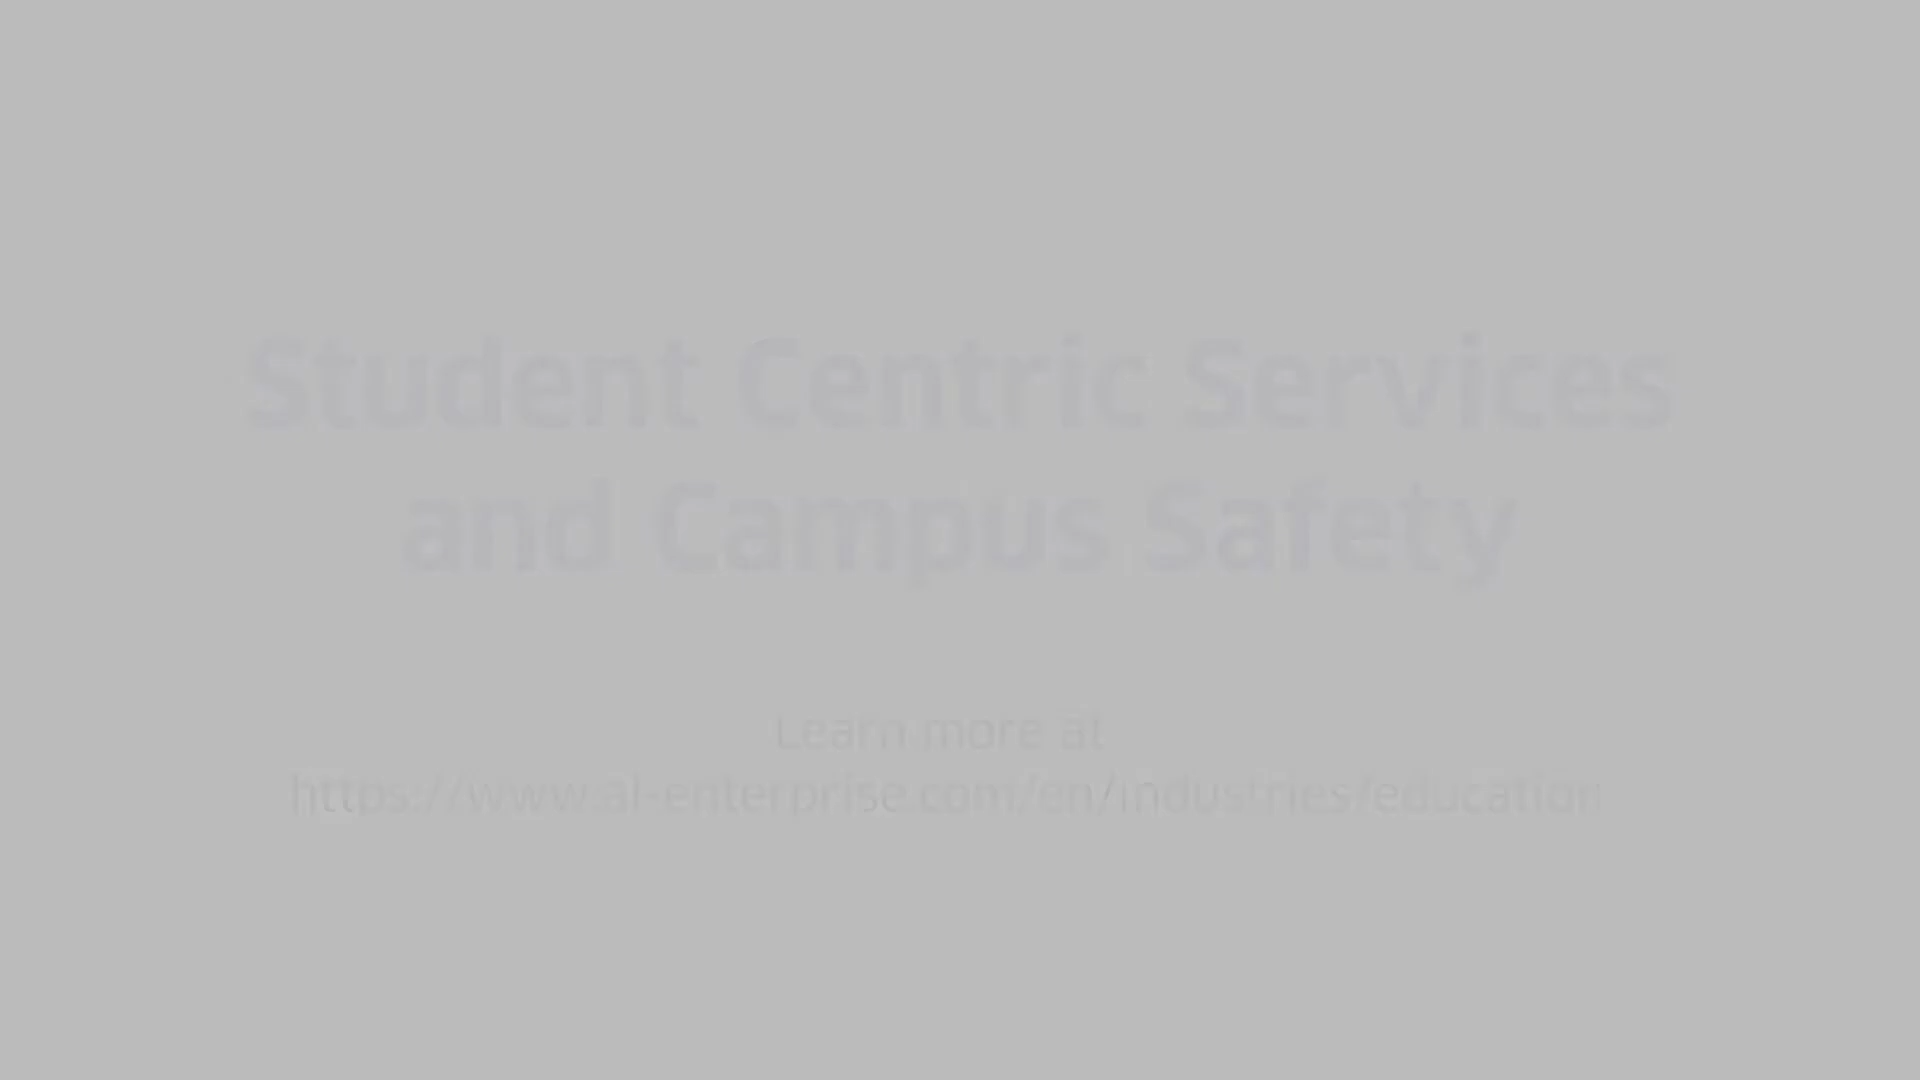 Student Centric Services
and Campus Safety
Learn more at
https://www.al-enterprise.com/en/industries/education